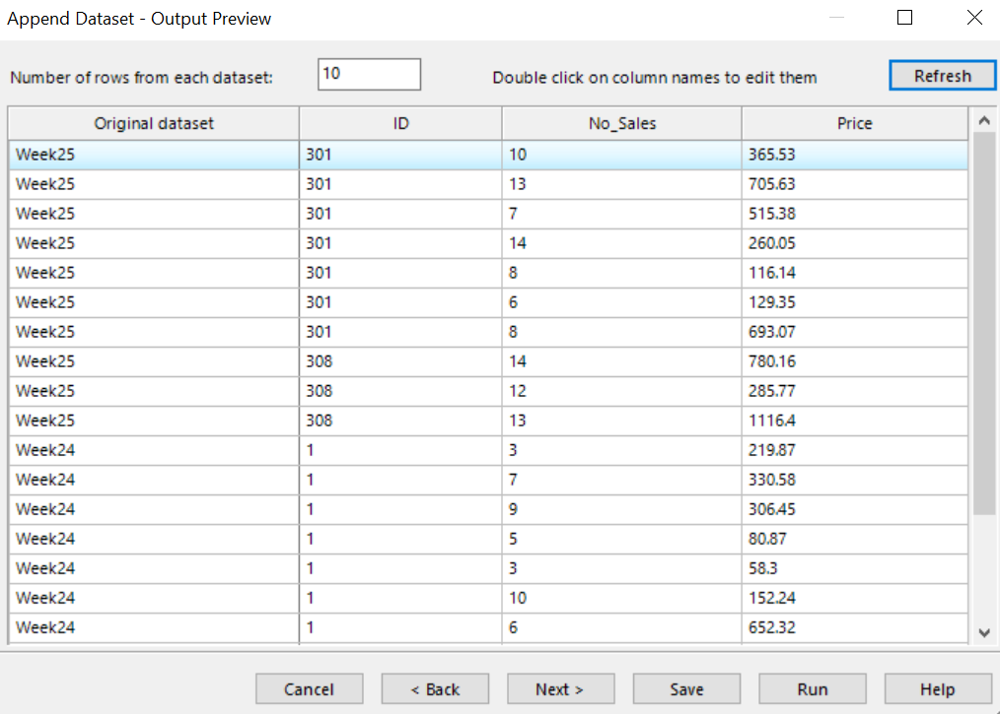 Append Dataset - Output Preview
Number of rows from each dataset: 10 Double click on column names to edit them Refresh
Original dataset ID No_Sales Price
Week25 301 10 365.53
Week25 301 13 705.63
Week25 301 7 515.38
Week25 301 14 260.05
Week25 301 8 116.14
Week25 301 6 129.35
Week25 301 8 693.07
Week25 308 14 780.16
Week25 308 12 285.77
Week25 308 13 1116.4
Week24 1 3 219.87
Week24 1 7 330.58
Week24 1 9 306.45
Week24 1 5 80.87
Week24 1 3 58.3
Week24 1 10 152.24
Week24 1 6 652.32
Cancel < Back Next > Save Run Help